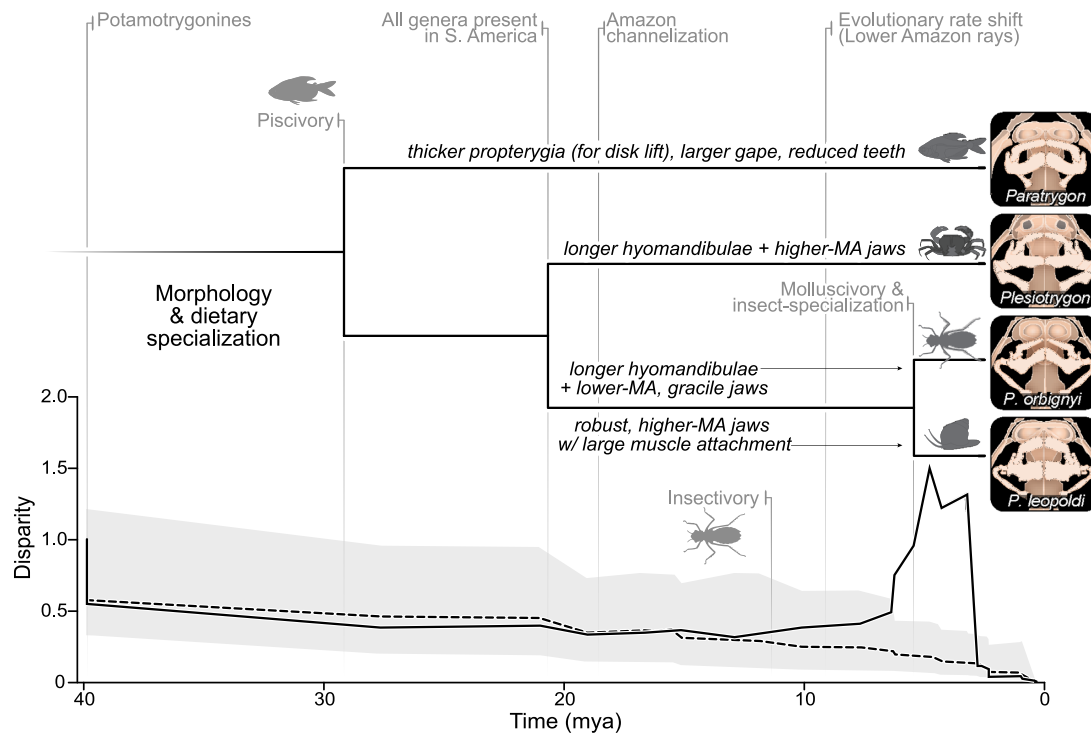 Potamotrygonines
All genera present
in S. America
Amazon
channelization
Evolutionary rate shift
(Lower Amazon rays)
Piscivory
thicker propterygia (for disk lift), larger gape, reduced teeth
Paratrygon
longer hyomandibulae + higher-MA jaws
Plesiotrygon
Morphology
& dietary
specialization
Molluscivory &
insect-specialization
longer hyomandibulae
+ lower-MA, gracile jaws
P. orbignyi
robust, higher-MA jaws
w/ large muscle attachment
P. leopoldi
Insectivory
Disparity
2.0
1.5
1.0
0.5
0
40
30
20
10
0
Time (mya)